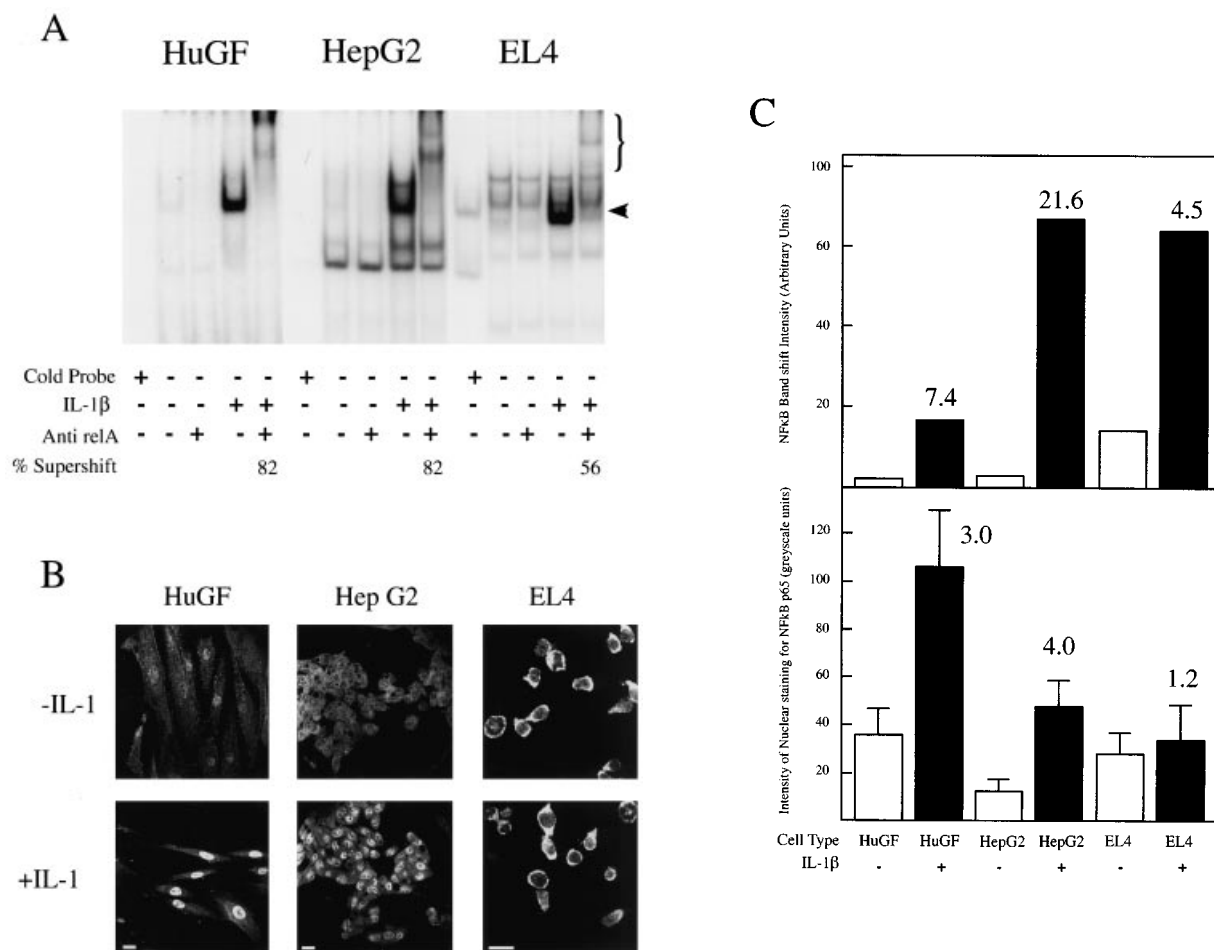 A
HuGF HepG2 EL4
}
Cold Probe + - - - - + - - - - + - - - -
IL-1β - - - + + - - - + + - - - + +
Anti relA - - + - + - - + - + - - + - +
% Supershift 82 82 56
B
HuGF Hep G2 EL4
-IL-1
+IL-1
C
NFkB Band shift Intensity (Arbitrary Units)
100
80
60
40
20
7.4
21.6
4.5
Intensity of Nuclear staining for NFkB p65 (greyscale units)
120
100
80
60
40
20
3.0
4.0
1.2
Cell Type HuGF HuGF HepG2 HepG2 EL4 EL4
IL-1β - + - + - +